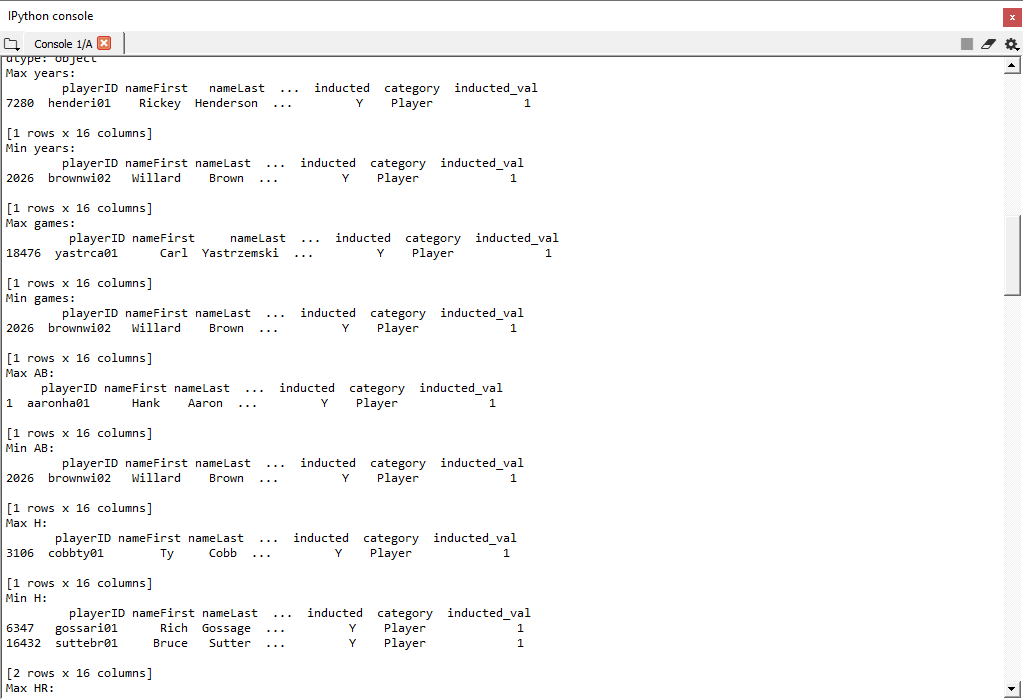 IPython console
x
Console 1/A
dtype: object
Max years:
playerID nameFirst nameLast ... inducted category inducted_val
7280 henderi01 Rickey Henderson ... Y Player 1
[1 rows x 16 columns]
Min years:
playerID nameFirst nameLast ... inducted category inducted_val
2026 brownwi02 Willard Brown ... Y Player 1
[1 rows x 16 columns]
Max games:
playerID nameFirst nameLast ... inducted category inducted_val
18476 yastrca01 Carl Yastrzemski ... Y Player 1
[1 rows x 16 columns]
Min games:
playerID nameFirst nameLast ... inducted category inducted_val
2026 brownwi02 Willard Brown ... Y Player 1
[1 rows x 16 columns]
Max AB:
playerID nameFirst nameLast ... inducted category inducted_val
1 aaronha01 Hank Aaron ... Y Player 1
[1 rows x 16 columns]
Min AB:
playerID nameFirst nameLast ... inducted category inducted_val
2026 brownwi02 Willard Brown ... Y Player 1
[1 rows x 16 columns]
Max H:
playerID nameFirst nameLast ... inducted category inducted_val
3106 cobbty01 Ty Cobb ... Y Player 1
[1 rows x 16 columns]
Min H:
playerID nameFirst nameLast ... inducted category inducted_val
6347 gossari01 Rich Gossage ... Y Player 1
16432 suttebr01 Bruce Sutter ... Y Player 1
[2 rows x 16 columns]
Max HR: